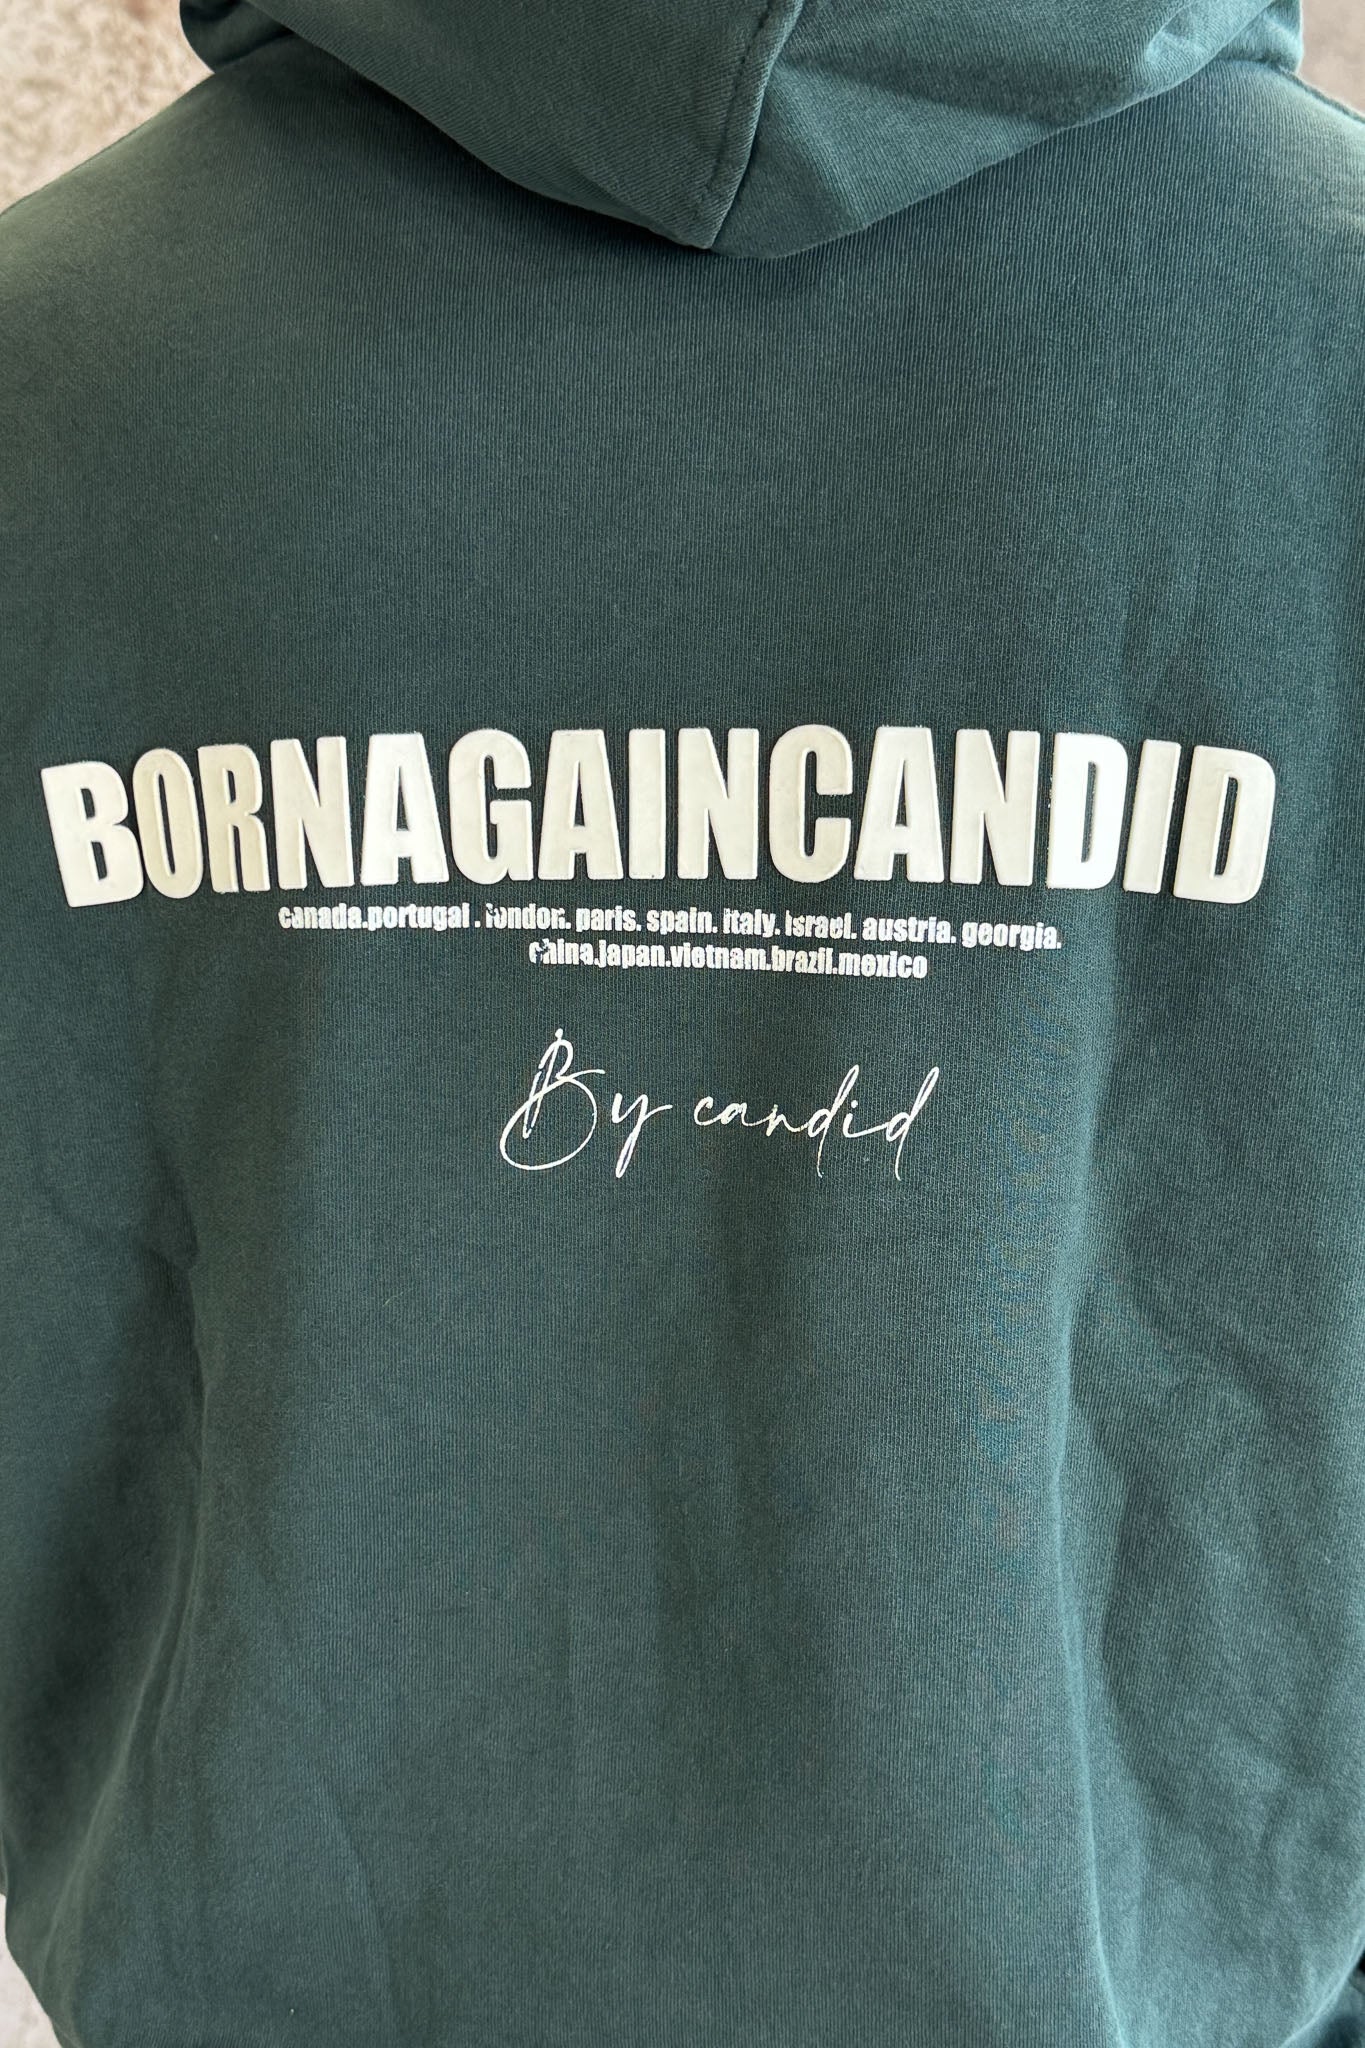 BORNAGAINCANDID
canada.portugal . london. paris. spain. italy. israel. austria. georgia.
china.japan.vietnam.brazil.mexico
By candid